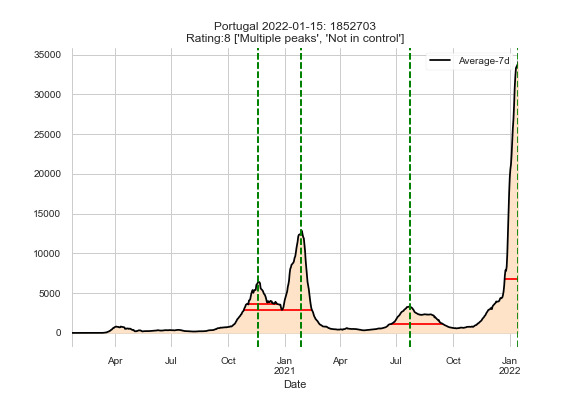 Portugal 2022-01-15: 1852703
Rating:8 ['Multiple peaks', 'Not in control']
Average-7d
35000
30000
25000
20000
15000
10000
5000
0
Apr Jul Oct Jan Apr Jul Oct Jan
2021 2022
Date